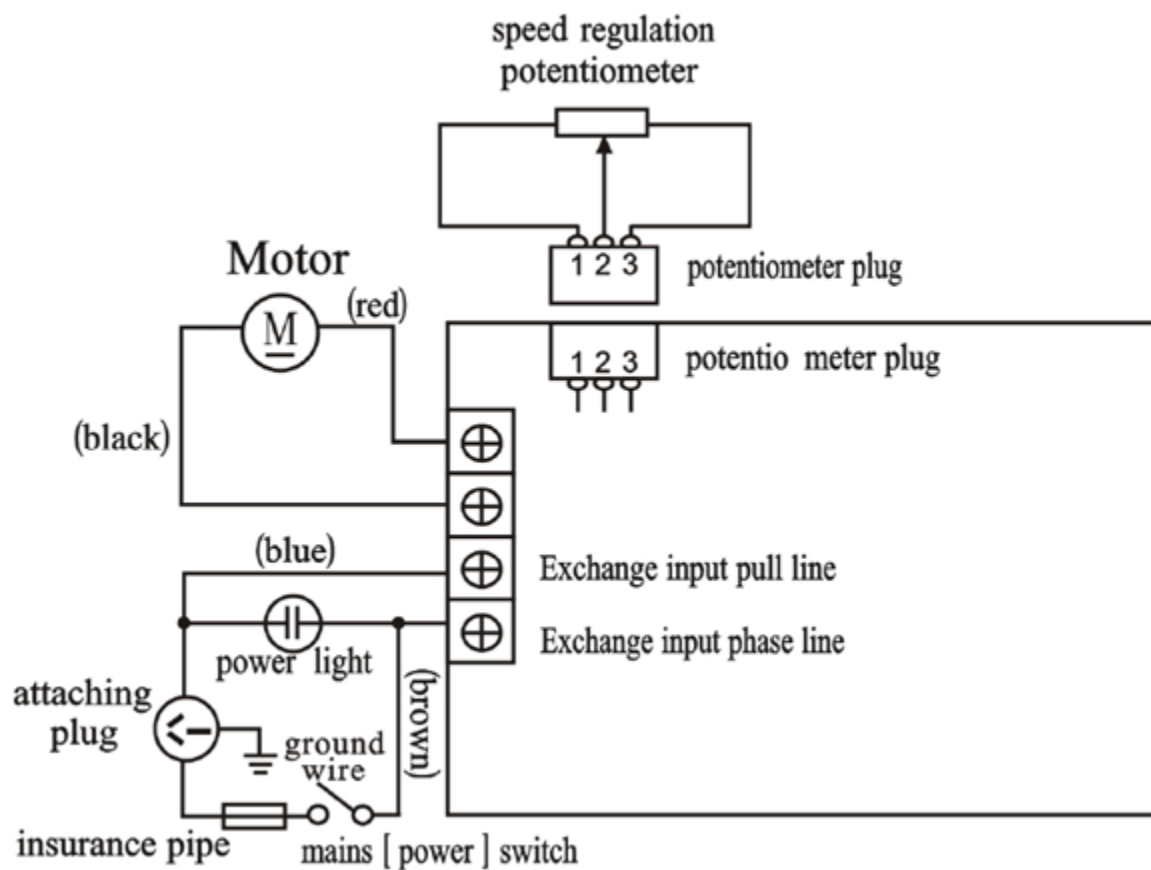 speed regulation
potentiometer
1 2 3
potentiometer plug
Motor
(red)
M
1 2 3
potentio meter plug
(black)
(blue)
Exchange input pull line
power light
Exchange input phase line
(brown)
attaching
plug
ground
wire
insurance pipe
mains [ power ] switch